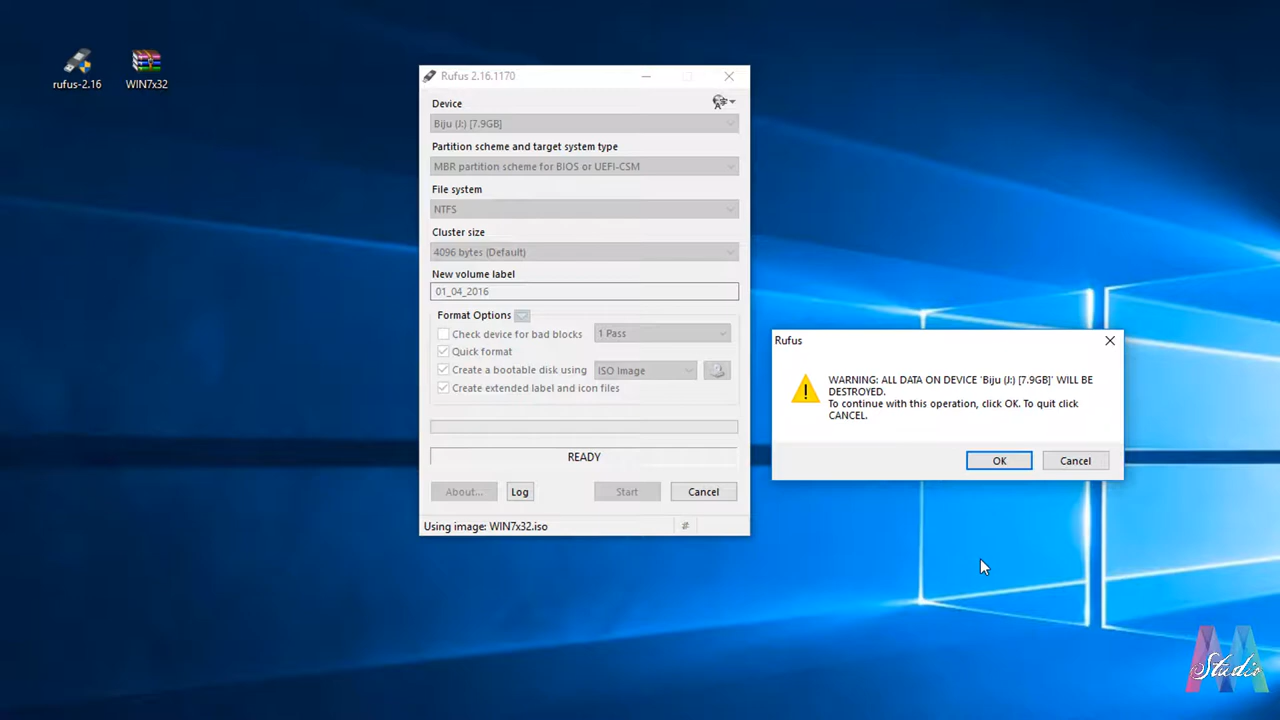 rufus-2.16
WIN7x32
Rufus 2.16.1170
Device
Biju (J:) [7.9GB]
Partition scheme and target system type
MBR partition scheme for BIOS or UEFI-CSM
File system
NTFS
Cluster size
4096 bytes (Default)
New volume label
01_04_2016
Format Options
Check device for bad blocks
1 Pass
Quick format
Create a bootable disk using
ISO Image
Create extended label and icon files
READY
About...
Log
Start
Cancel
Using image: WIN7x32.iso
#
Rufus
WARNING: ALL DATA ON DEVICE 'Biju (J:) [7.9GB]' WILL BE
DESTROYED.
To continue with this operation, click OK. To quit click
CANCEL.
OK
Cancel
M
Studio